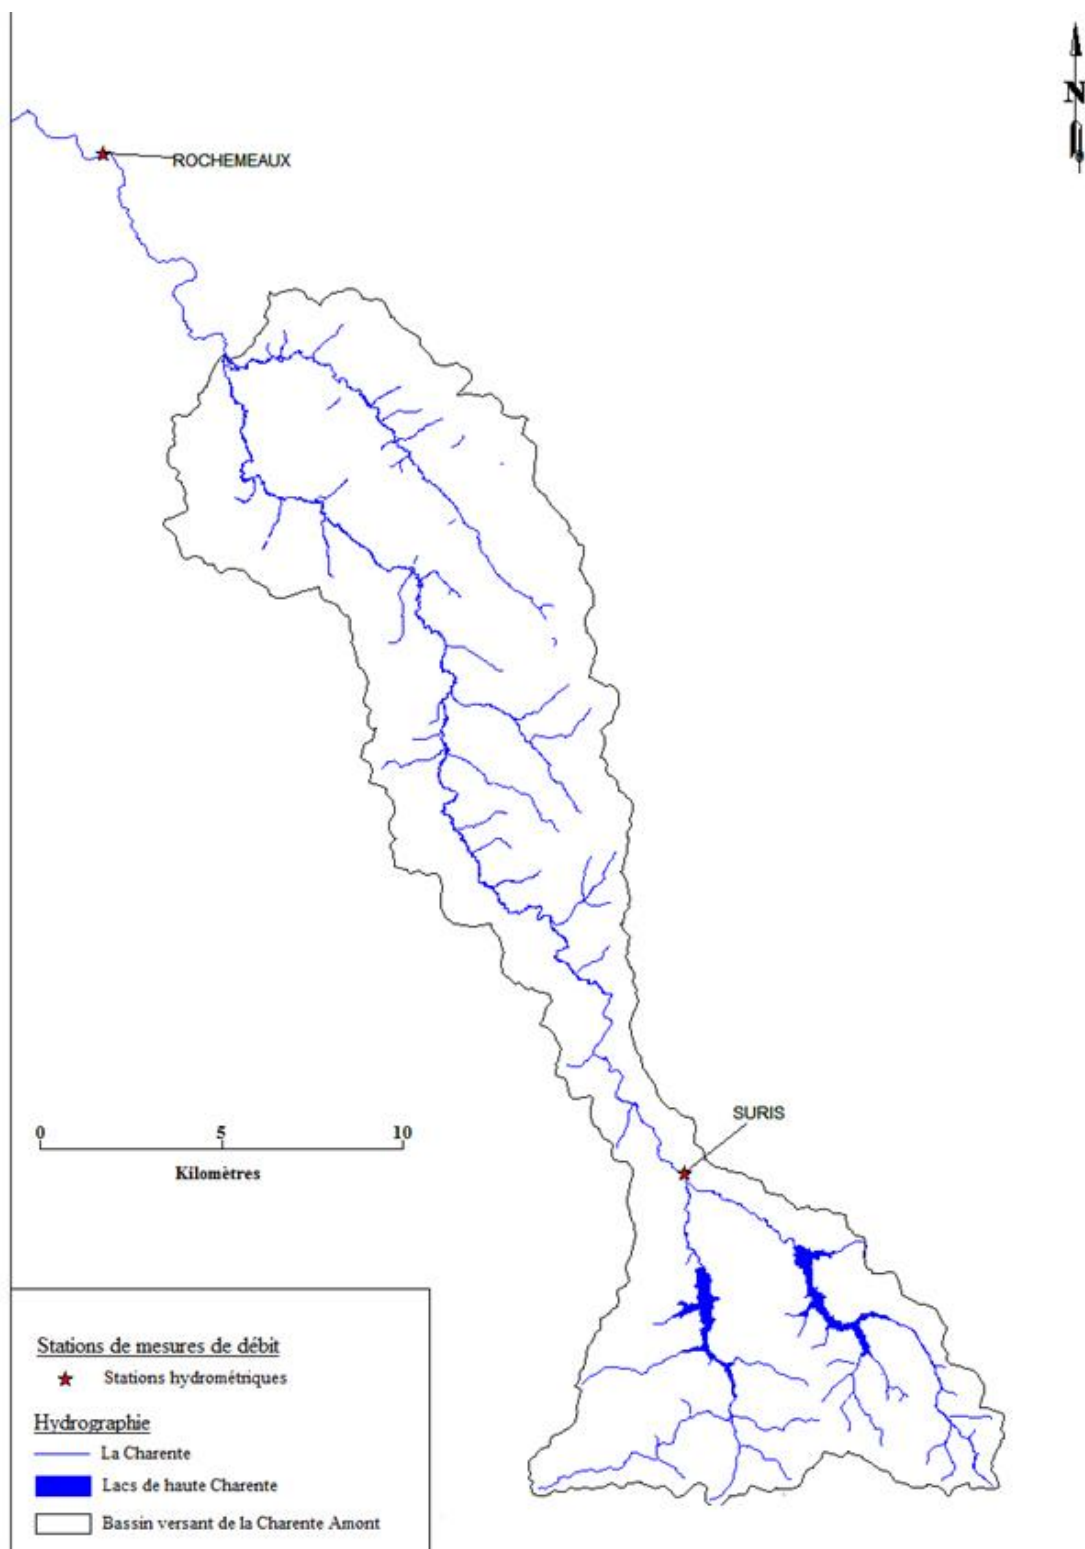 N
ROCHEMEAUX
SURIS
0 5 10
Kilomètres
Stations de mesures de débit
Stations hydrométriques
Hydrographie
La Charente
Lacs de haute Charente
Bassin versant de la Charente Amont